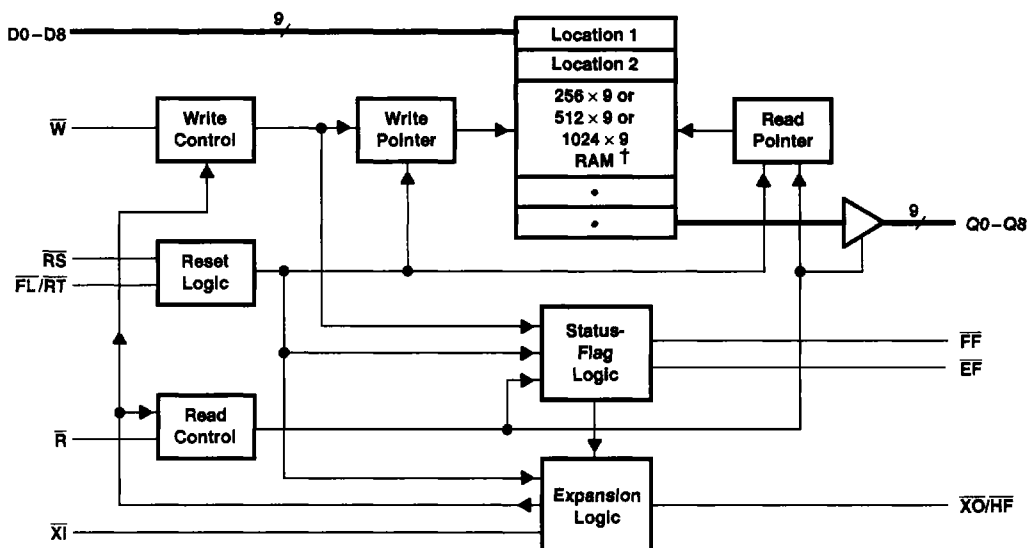 D0–D8
9
Location 1
Location 2
256 × 9 or
512 × 9 or
1024 × 9
RAM †
•
•
W̅
Write
Control
Write
Pointer
Read
Pointer
9
Q0–Q8
R̅S̅
F̅L̅/R̅T̅
Reset
Logic
Status-
Flag
Logic
F̅F̅
E̅F̅
R̅
Read
Control
Expansion
Logic
X̅O̅/H̅F̅
X̅I̅